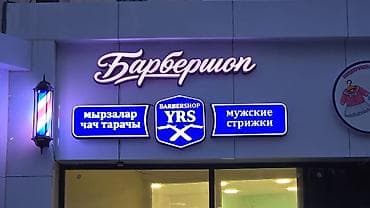 Барбершоп
мырзалар
чач тарачы
BARBERSHOP
YRS
мужские
стрижки